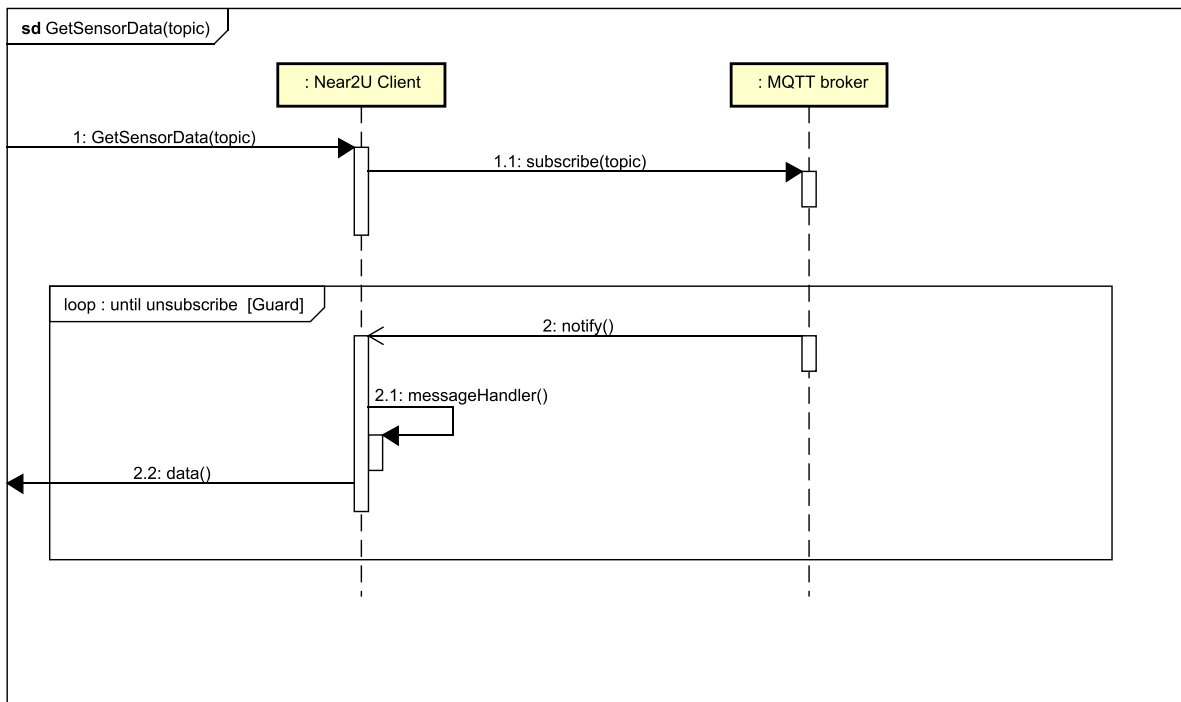 sd GetSensorData(topic)
: Near2U Client
: MQTT broker
1: GetSensorData(topic)
1.1: subscribe(topic)
loop : until unsubscribe [Guard]
2: notify()
2.1: messageHandler()
2.2: data()